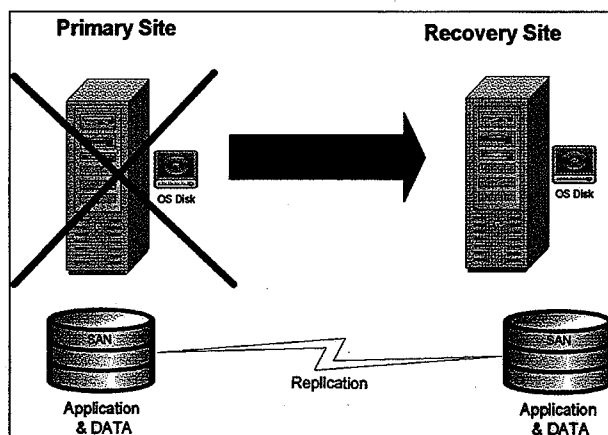 Primary Site
Recovery Site
OS Disk
OS Disk
SAN
SAN
Replication
Application
& DATA
Application
& DATA